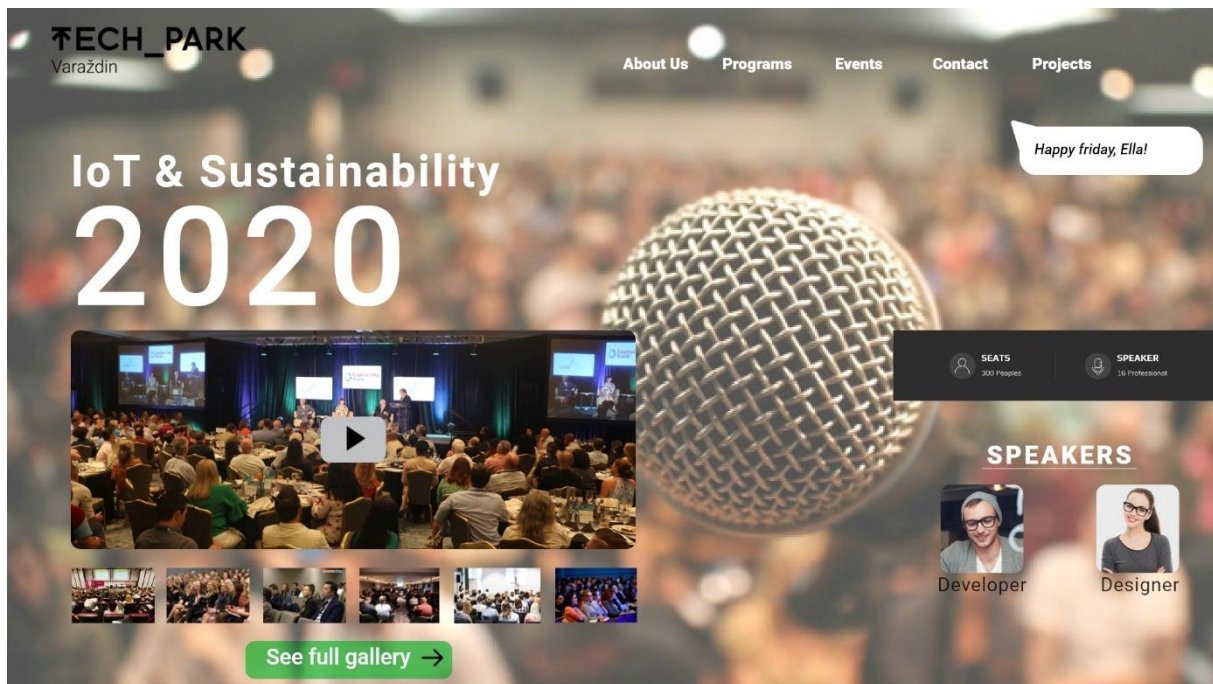 TECH_PARK
Varaždin
About Us Programs Events Contact Projects
Happy friday, Ella!
IoT & Sustainability
2020
SEATS
300 Peoples
SPEAKER
16 Professional
SPEAKERS
Developer
Designer
See full gallery